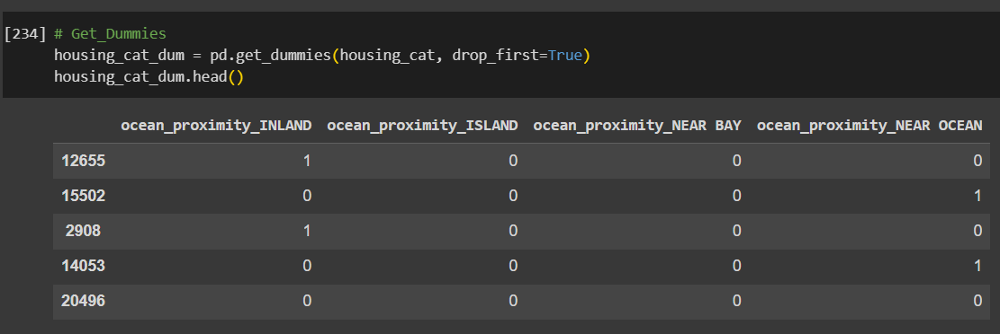 [234] # Get_Dummies
housing_cat_dum = pd.get_dummies(housing_cat, drop_first=True)
housing_cat_dum.head()
ocean_proximity_INLAND ocean_proximity_ISLAND ocean_proximity_NEAR BAY ocean_proximity_NEAR OCEAN
12655 1 0 0 0
15502 0 0 0 1
2908 1 0 0 0
14053 0 0 0 1
20496 0 0 0 0